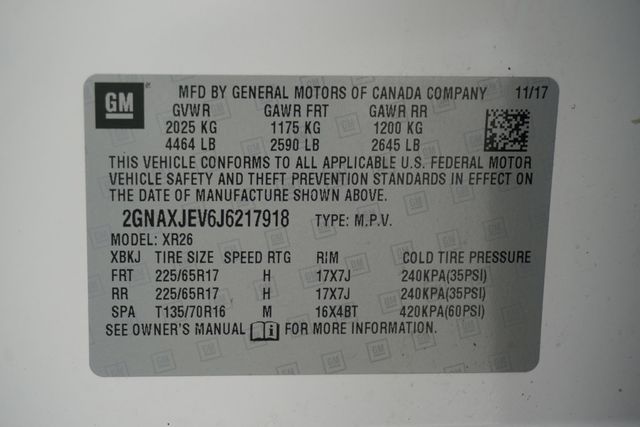 GM ® MFD BY GENERAL MOTORS OF CANADA COMPANY 11/17
GVWR GAWR FRT GAWR RR
2025 KG 1175 KG 1200 KG
4464 LB 2590 LB 2645 LB
THIS VEHICLE CONFORMS TO ALL APPLICABLE U.S. FEDERAL MOTOR
VEHICLE SAFETY AND THEFT PREVENTION STANDARDS IN EFFECT ON
THE DATE OF MANUFACTURE SHOWN ABOVE.
2GNAXJEV6J6217918 TYPE: M.P.V.
MODEL: XR26
XBKJ TIRE SIZE SPEED RTG RIM COLD TIRE PRESSURE
FRT 225/65R17 H 17X7J 240KPA(35PSI)
RR 225/65R17 H 17X7J 240KPA(35PSI)
SPA T135/70R16 M 16X4BT 420KPA(60PSI)
SEE OWNER'S MANUAL FOR MORE INFORMATION.